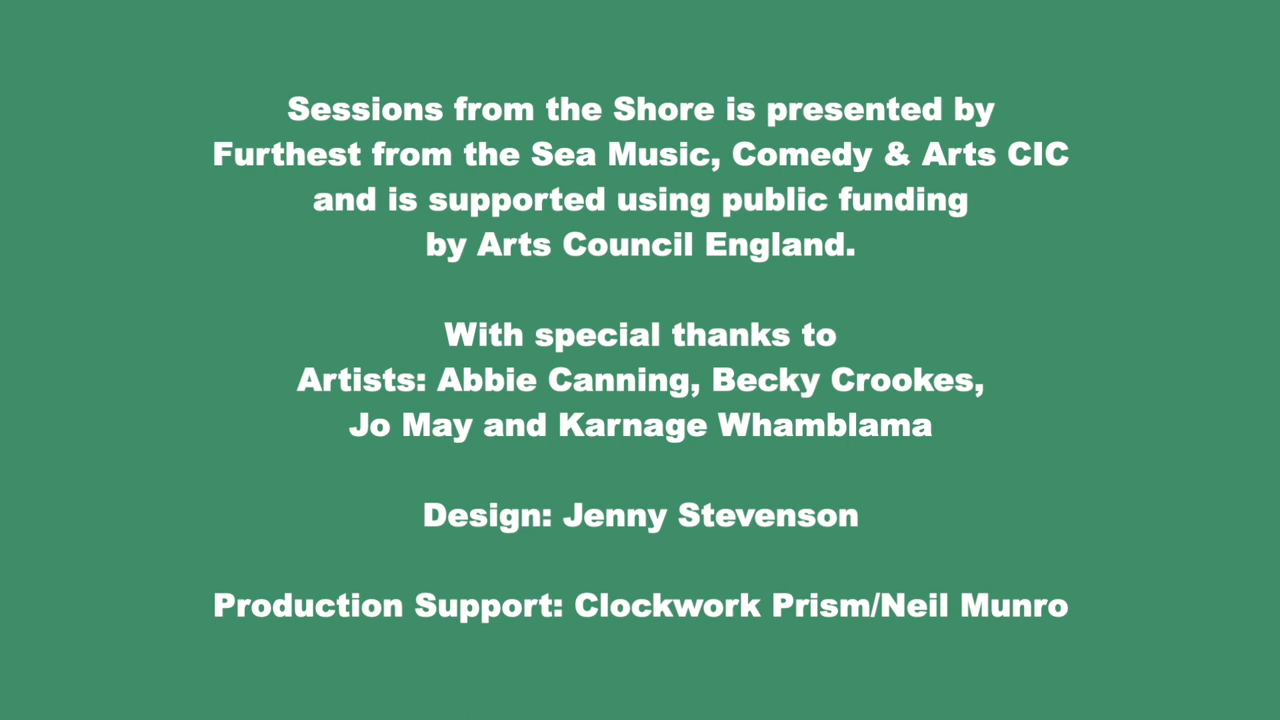 Sessions from the Shore is presented by
Furthest from the Sea Music, Comedy & Arts CIC
and is supported using public funding
by Arts Council England.
With special thanks to
Artists: Abbie Canning, Becky Crookes,
Jo May and Karnage Whamblama
Design: Jenny Stevenson
Production Support: Clockwork Prism/Neil Munro